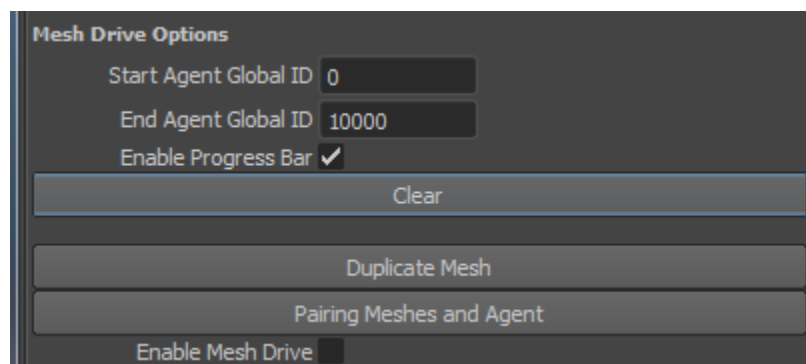 Mesh Drive Options
Start Agent Global ID 0
End Agent Global ID 10000
Enable Progress Bar
Clear
Duplicate Mesh
Pairing Meshes and Agent
Enable Mesh Drive